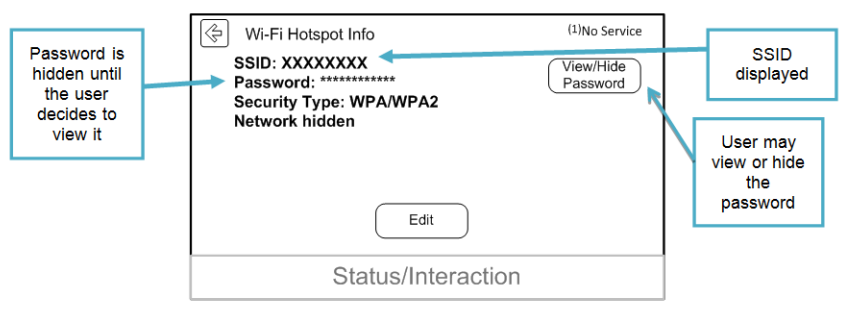 Password is
hidden until
the user
decides to
view it
Wi-Fi Hotspot Info
(1)No Service
SSID: XXXXXXXX
Password: ************
Security Type: WPA/WPA2
Network hidden
View/Hide
Password
Edit
Status/Interaction
SSID
displayed
User may
view or hide
the
password